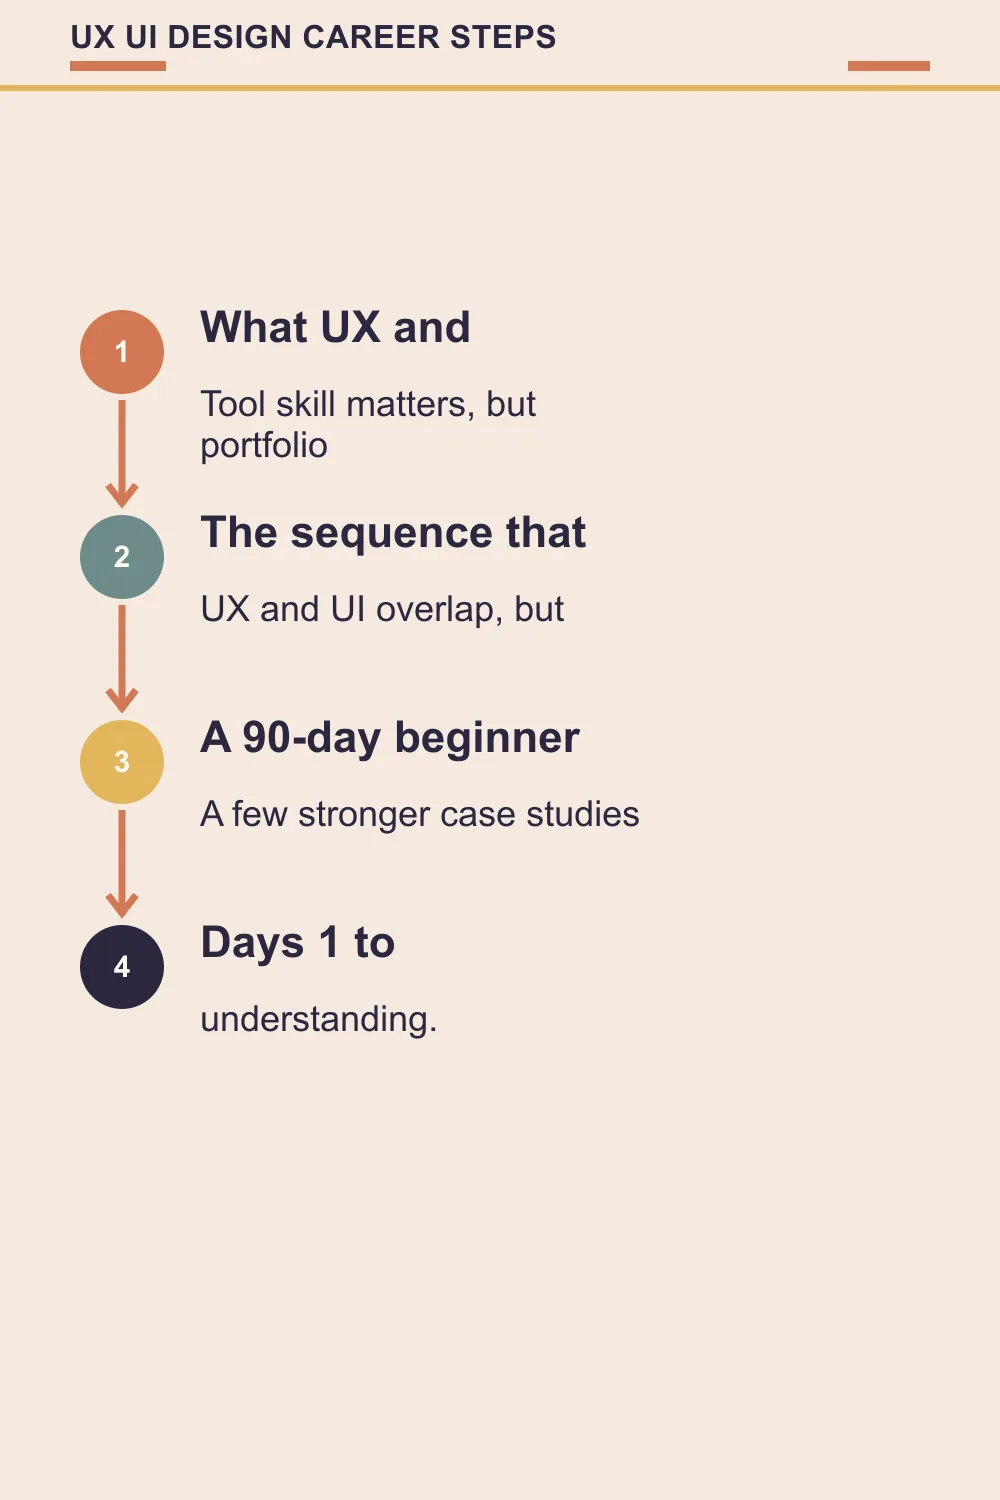 UX UI DESIGN CAREER STEPS
1
What UX and
Tool skill matters, but
portfolio
2
The sequence that
UX and UI overlap, but
3
A 90-day beginner
A few stronger case studies
4
Days 1 to
understanding.